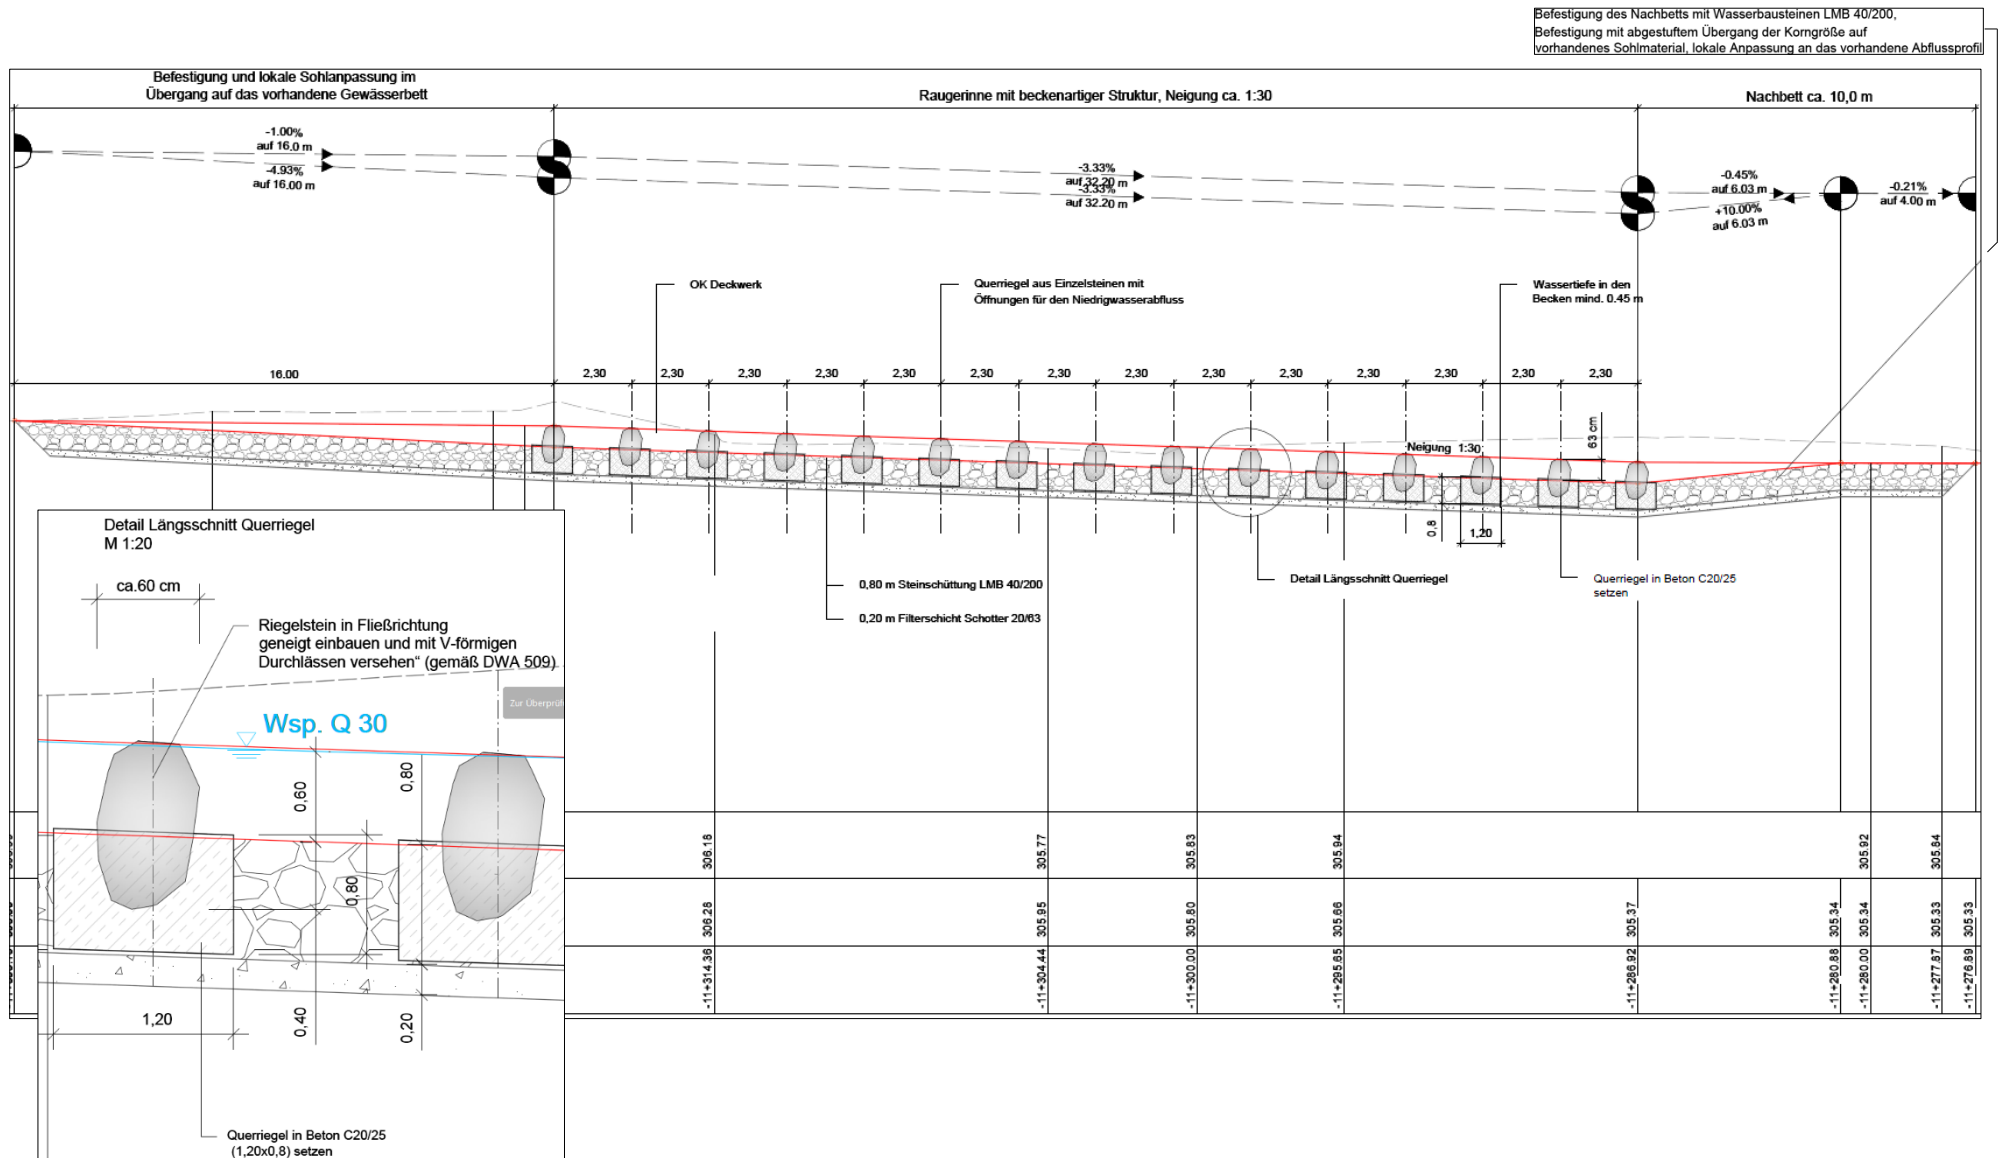 Befestigung des Nachbetts mit Wasserbausteinen LMB 40/200,
Befestigung mit abgestuftem Übergang der Korngröße auf
vorhandenes Sohlmaterial, lokale Anpassung an das vorhandene Abflussprofil
Befestigung und lokale Sohlanpassung im
Übergang auf das vorhandene Gewässerbett
Raugerinne mit beckenartiger Struktur, Neigung ca. 1:30
Nachbett ca. 10,0 m
-1.00%
auf 16.0 m
-4.93%
auf 16.00 m
-3.33%
auf 32.20 m
-3.33%
auf 32.20 m
-0.45%
auf 6.03 m
+10.00%
auf 6.03 m
-0.21%
auf 4.00 m
OK Deckwerk
Querriegel aus Einzelsteinen mit
Öffnungen für den Niedrigwasserabfluss
Wassertiefe in den
Becken mind. 0.45 m
16.00
2,30
2,30
2,30
2,30
2,30
2,30
2,30
2,30
2,30
2,30
2,30
2,30
2,30
2,30
Neigung 1:30
63 cm
0,8
1,20
0,80 m Steinschüttung LMB 40/200
0,20 m Filterschicht Schotter 20/63
Detail Längsschnitt Querriegel
Querriegel in Beton C20/25
setzen
Detail Längsschnitt Querriegel
M 1:20
ca.60 cm
Riegelstein in Fließrichtung
geneigt einbauen und mit V-förmigen
Durchlässen versehen“ (gemäß DWA 509)
Wsp. Q 30
0,60
0,80
0,80
0,40
0,20
1,20
Querriegel in Beton C20/25
(1,20x0,8) setzen
306.18
305.77
305.83
305.94
305.92
305.84
306.28
305.95
305.80
305.66
305.37
305.34
305.34
305.33
305.33
-11+314.36
-11+304.44
-11+300.00
-11+295.65
-11+286.92
-11+280.88
-11+280.00
-11+277.87
-11+276.89